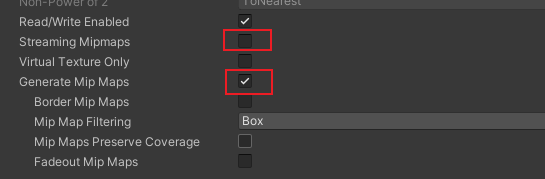 Non-Power of 2 ToNearest
Read/Write Enabled
Streaming Mipmaps
Virtual Texture Only
Generate Mip Maps
Border Mip Maps
Mip Map Filtering Box
Mip Maps Preserve Coverage
Fadeout Mip Maps